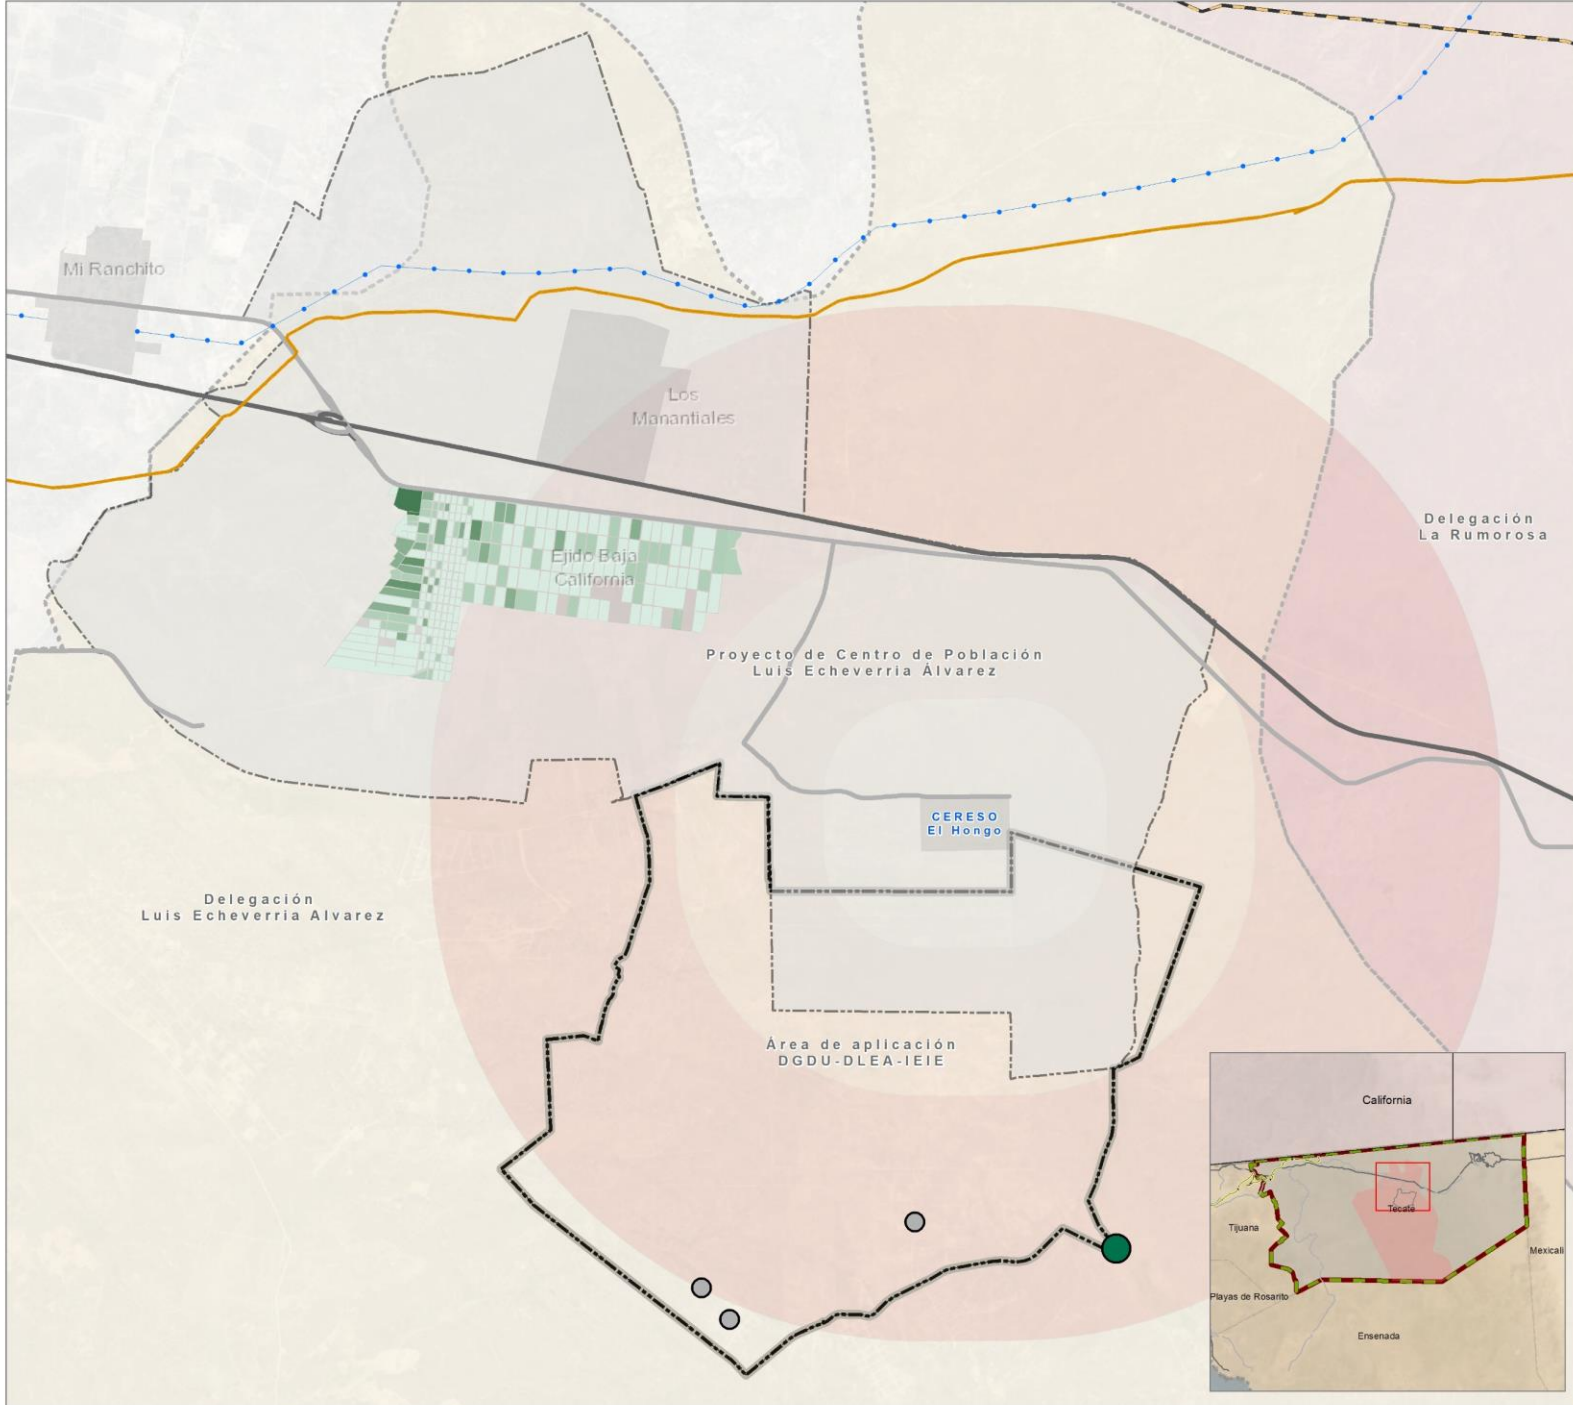 Mi Ranchito
Los
Manantiales
Delegación
La Rumorosa
Ejido Baja
California
Proyecto de Centro de Población
Luis Echeverria Álvarez
CERESO
El Hongo
Delegación
Luis Echeverria Alvarez
Área de aplicación
DGDU-DLEA-IEIE
California
Tecate
Tijuana
Mexicali
Playas de Rosarito
Ensenada